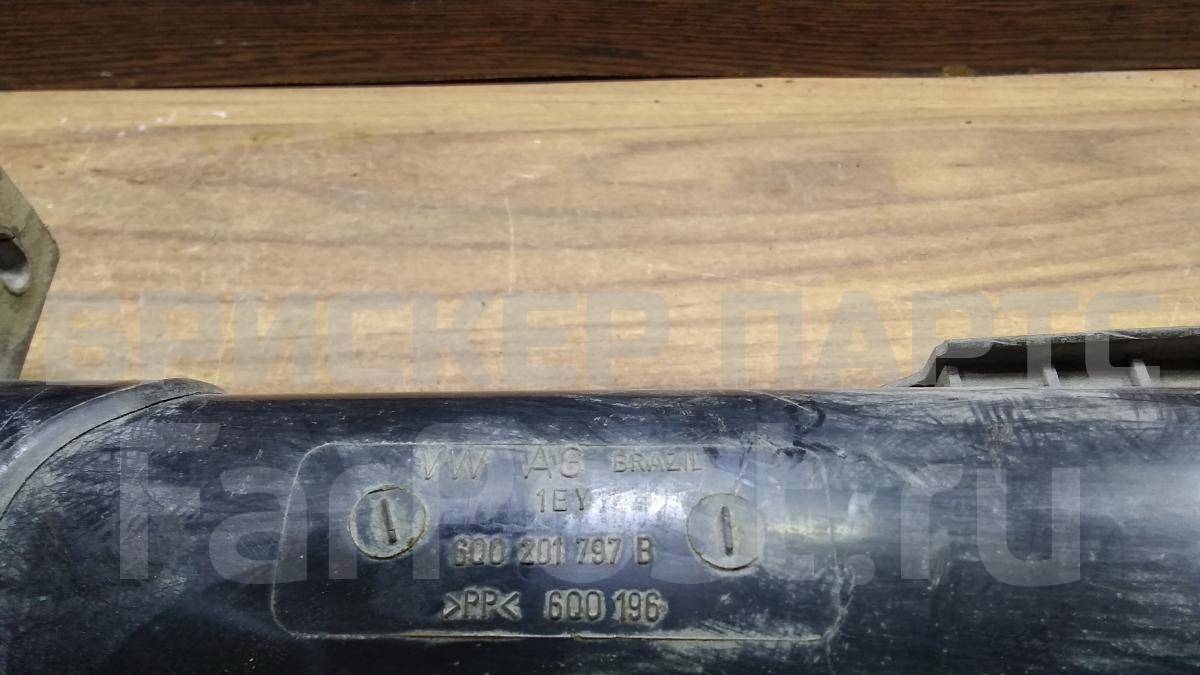 БРИСКЕР ПАРТС
FarPost.ru
VW AG BRAZIL
1EY
6Q0 201 797 B
>PP< 6Q0 196